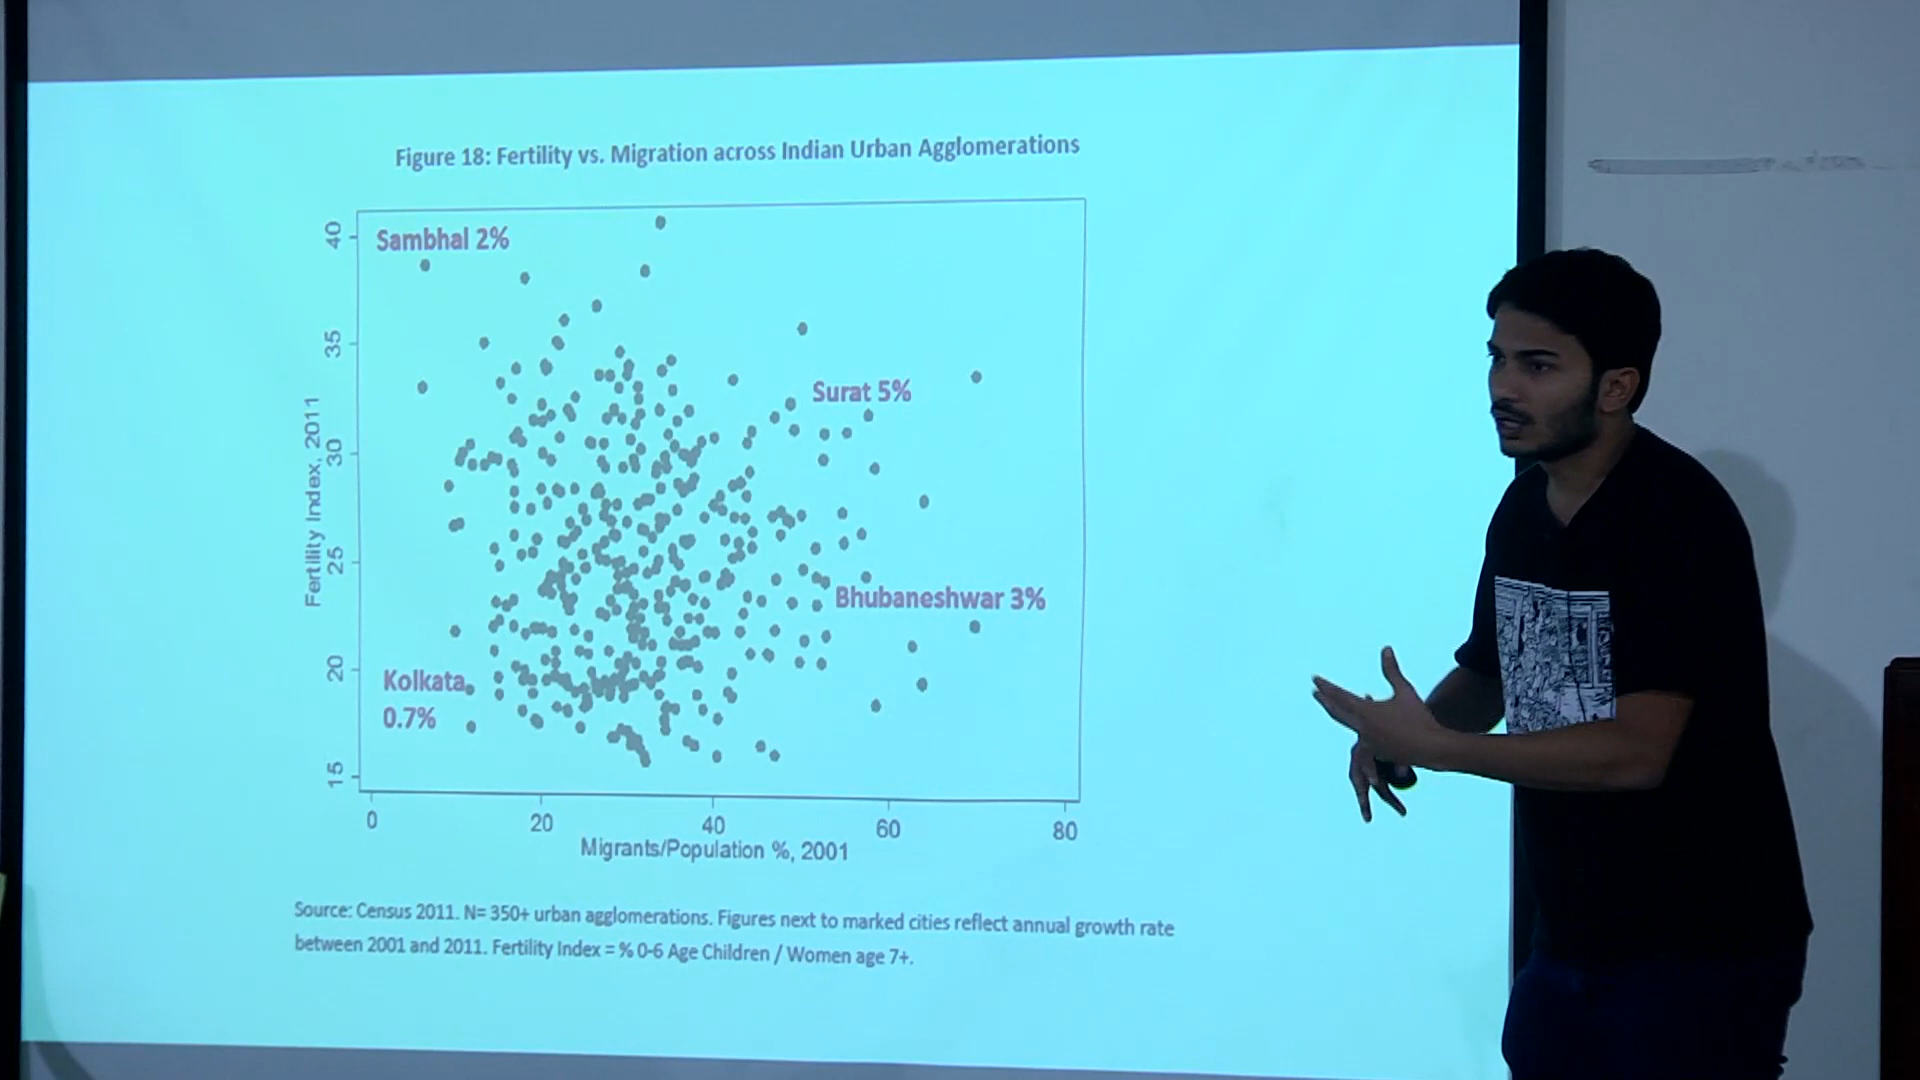 Figure 18: Fertility vs. Migration across Indian Urban Agglomerations
40
35
30
25
20
15
Fertility Index, 2011
Sambhal 2%
Surat 5%
Bhubaneshwar 3%
Kolkata
0.7%
0
20
40
60
80
Migrants/Population %, 2001
Source: Census 2011. N= 350+ urban agglomerations. Figures next to marked cities reflect annual growth rate
between 2001 and 2011. Fertility Index = % 0-6 Age Children / Women age 7+.